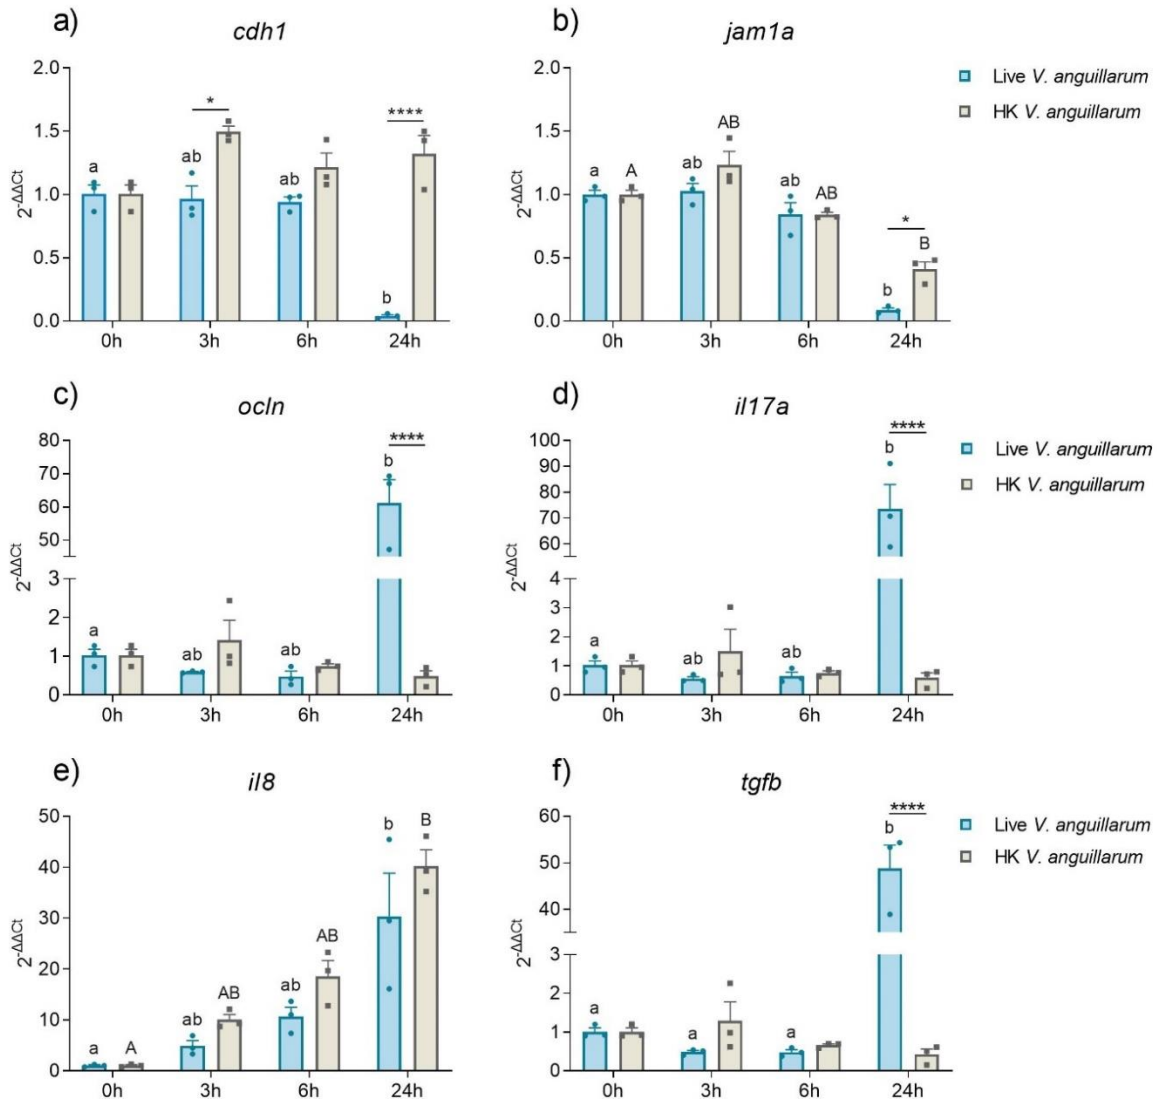 a) cdh1
b) jam1a
2.0
1.5
1.0
0.5
0.0
2-ΔΔCt
a
ab
*
ab
****
b
0h 3h 6h 24h
2.0
1.5
1.0
0.5
0.0
2-ΔΔCt
a A
ab AB
ab AB
*
b B
0h 3h 6h 24h
Live V. anguillarum
HK V. anguillarum
c) ocln
d) il17a
80
70
60
50
3
2
1
0
2-ΔΔCt
a
ab
ab
****
b
0h 3h 6h 24h
100
90
80
70
60
4
3
2
1
0
2-ΔΔCt
a
ab
ab
****
b
0h 3h 6h 24h
Live V. anguillarum
HK V. anguillarum
e) il8
f) tgfb
50
40
30
20
10
0
2-ΔΔCt
a A
ab AB
ab AB
b B
0h 3h 6h 24h
60
50
40
3
2
1
0
2-ΔΔCt
a
a
a
****
b
0h 3h 6h 24h
Live V. anguillarum
HK V. anguillarum